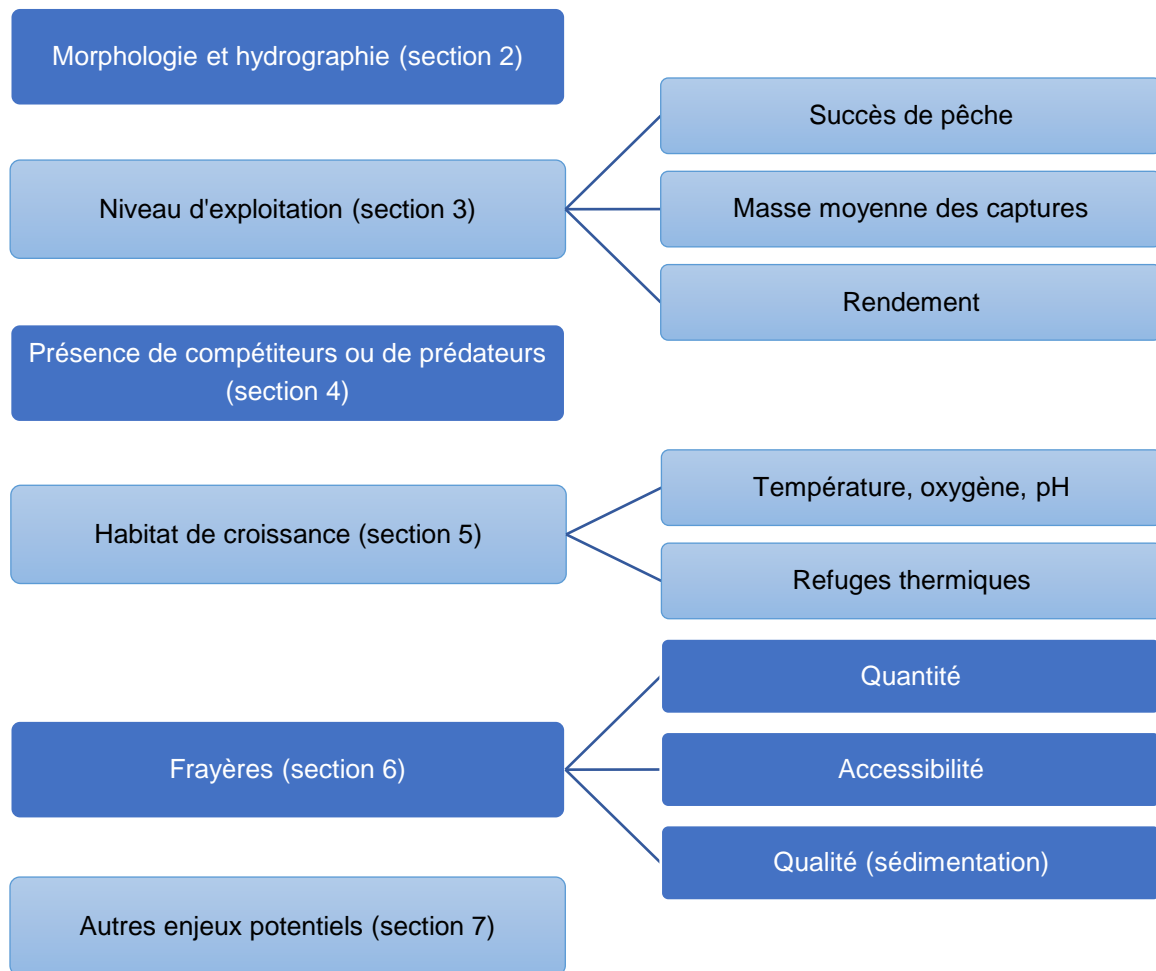 Morphologie et hydrographie (section 2)
Niveau d'exploitation (section 3)
Succès de pêche
Masse moyenne des captures
Rendement
Présence de compétiteurs ou de prédateurs
(section 4)
Habitat de croissance (section 5)
Température, oxygène, pH
Refuges thermiques
Frayères (section 6)
Quantité
Accessibilité
Qualité (sédimentation)
Autres enjeux potentiels (section 7)